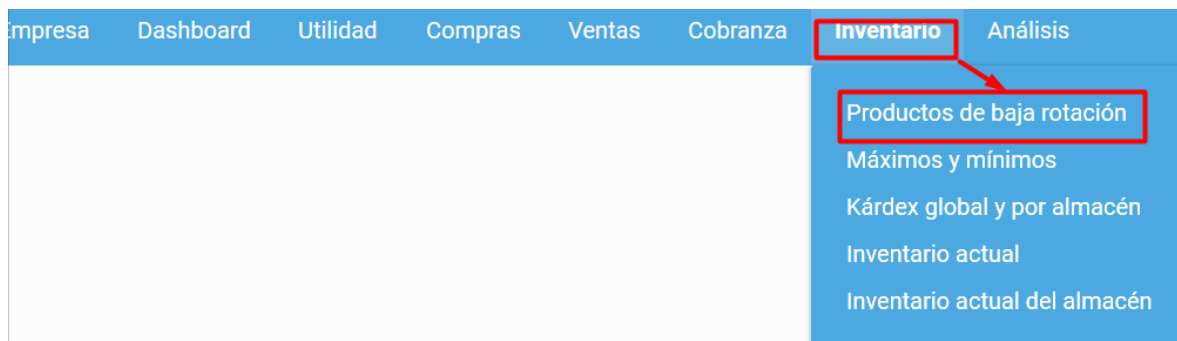 mpresa Dashboard Utilidad Compras Ventas Cobranza Inventario Análisis
Productos de baja rotación
Máximos y mínimos
Kárdex global y por almacén
Inventario actual
Inventario actual del almacén